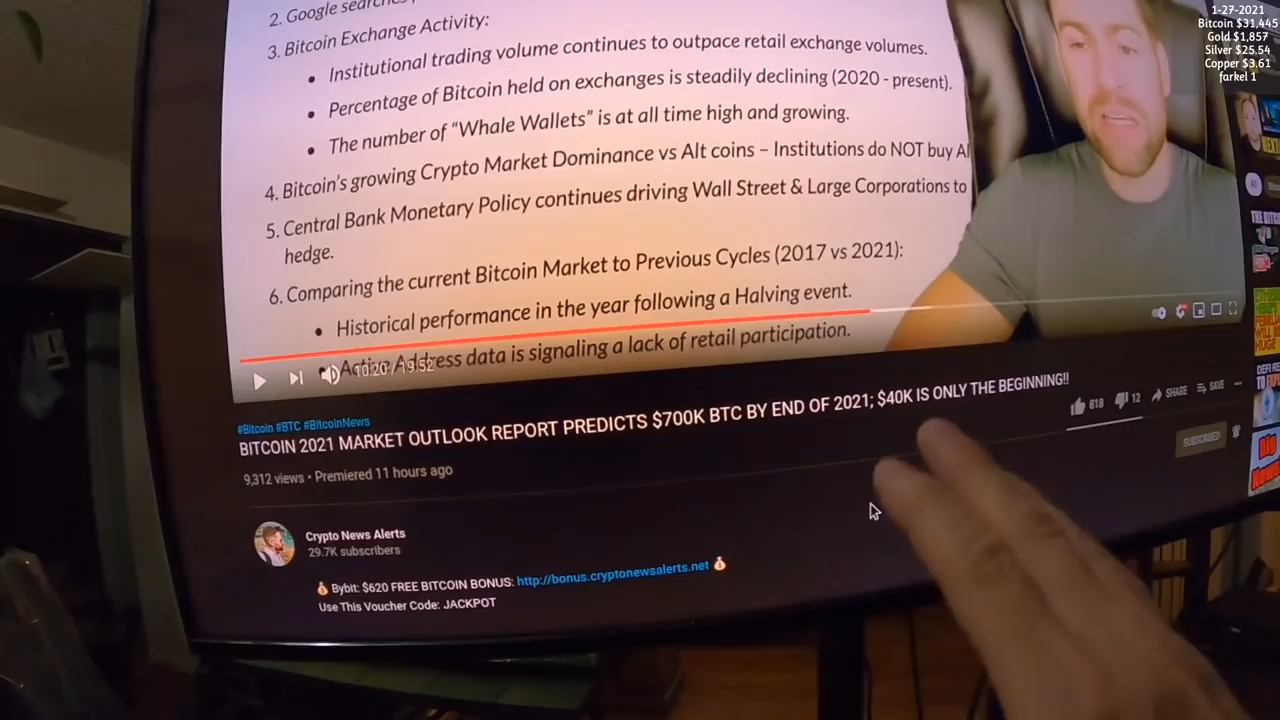 1-27-2021
Bitcoin $31,445
Gold $1,857
Silver $25.54
Copper $3.61
farkel 1
2. Google searches
3. Bitcoin Exchange Activity:
• Institutional trading volume continues to outpace retail exchange volumes.
• Percentage of Bitcoin held on exchanges is steadily declining (2020 - present).
• The number of “Whale Wallets” is at all time high and growing.
4. Bitcoin's growing Crypto Market Dominance vs Alt coins – Institutions do NOT buy
5. Central Bank Monetary Policy continues driving Wall Street & Large Corporations to
hedge.
6. Comparing the current Bitcoin Market to Previous Cycles (2017 vs 2021):
• Historical performance in the year following a Halving event.
• Active Address data is signaling a lack of retail participation.
10:20 / 19:52
#Bitcoin #BTC #BitcoinNews
BITCOIN 2021 MARKET OUTLOOK REPORT PREDICTS $700K BTC BY END OF 2021; $40K IS ONLY THE BEGINNING!!
9,312 views • Premiered 11 hours ago
818 12 SHARE SAVE
SUBSCRIBED
Crypto News Alerts
29.7K subscribers
💰 Bybit: $620 FREE BITCOIN BONUS: http://bonus.cryptonewsalerts.net 💰
Use This Voucher Code: JACKPOT